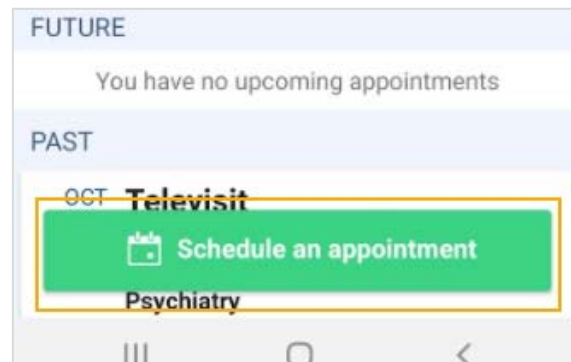 FUTURE
You have no upcoming appointments
PAST
OCT Televisit
Schedule an appointment
Psychiatry